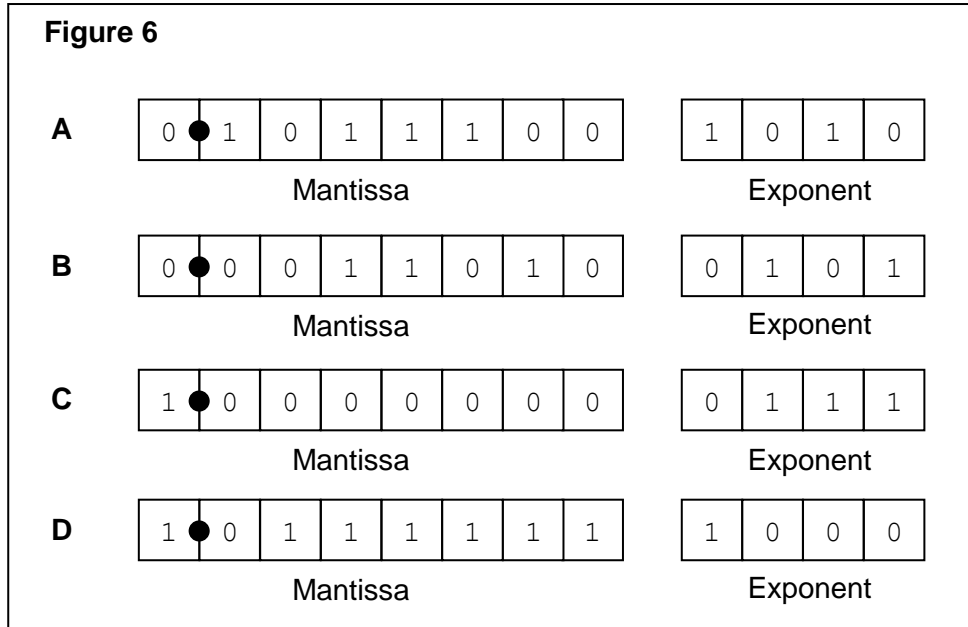 Figure 6
A 0 1 0 1 1 1 0 0 1 0 1 0
Mantissa Exponent
B 0 0 0 1 1 0 1 0 0 1 0 1
Mantissa Exponent
C 1 0 0 0 0 0 0 0 0 1 1 1
Mantissa Exponent
D 1 0 1 1 1 1 1 1 1 0 0 0
Mantissa Exponent